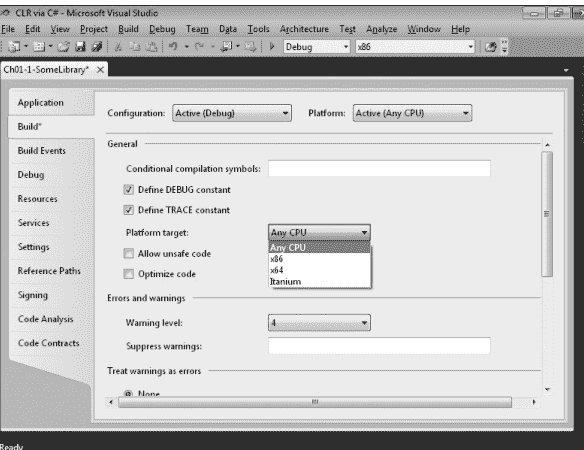 CLR via C# - Microsoft Visual Studio
File Edit View Project Build Debug Team Data Tools Architecture Test Analyze Window Help
Debug x86
Ch01-1-SomeLibrary* ×
Application
Configuration: Active (Debug) Platform: Active (Any CPU)
Build*
General
Build Events
Conditional compilation symbols:
Debug
Define DEBUG constant
Resources
Define TRACE constant
Services
Platform target: Any CPU
Any CPU
Settings
Allow unsafe code
x86
x64
Reference Paths
Optimize code
Itanium
Signing
Errors and warnings
Code Analysis
Warning level: 4
Code Contracts
Suppress warnings:
Treat warnings as errors
None
Ready